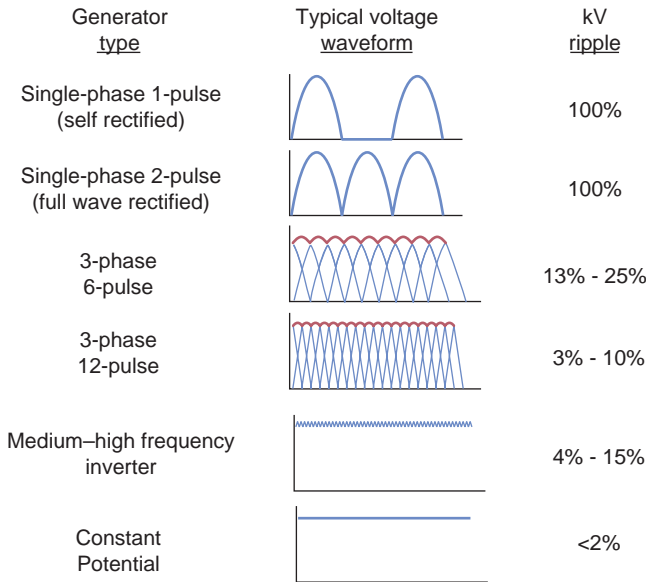 Generator type Typical voltage waveform kV ripple
Single-phase 1-pulse
(self rectified)
100%
Single-phase 2-pulse
(full wave rectified)
100%
3-phase
6-pulse
13% - 25%
3-phase
12-pulse
3% - 10%
Medium–high frequency
inverter
4% - 15%
Constant
Potential
<2%